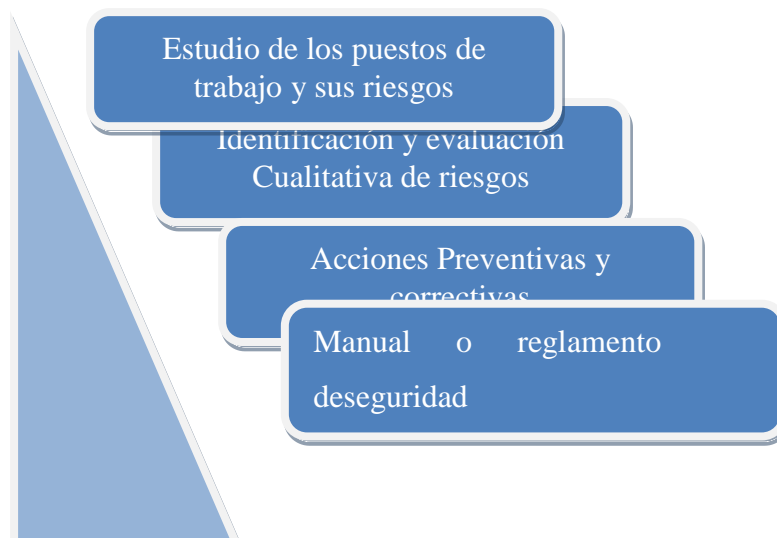 Estudio de los puestos de
trabajo y sus riesgos
Identificación y evaluación
Cualitativa de riesgos
Acciones Preventivas y
correctivas
Manual o reglamento
deseguridad